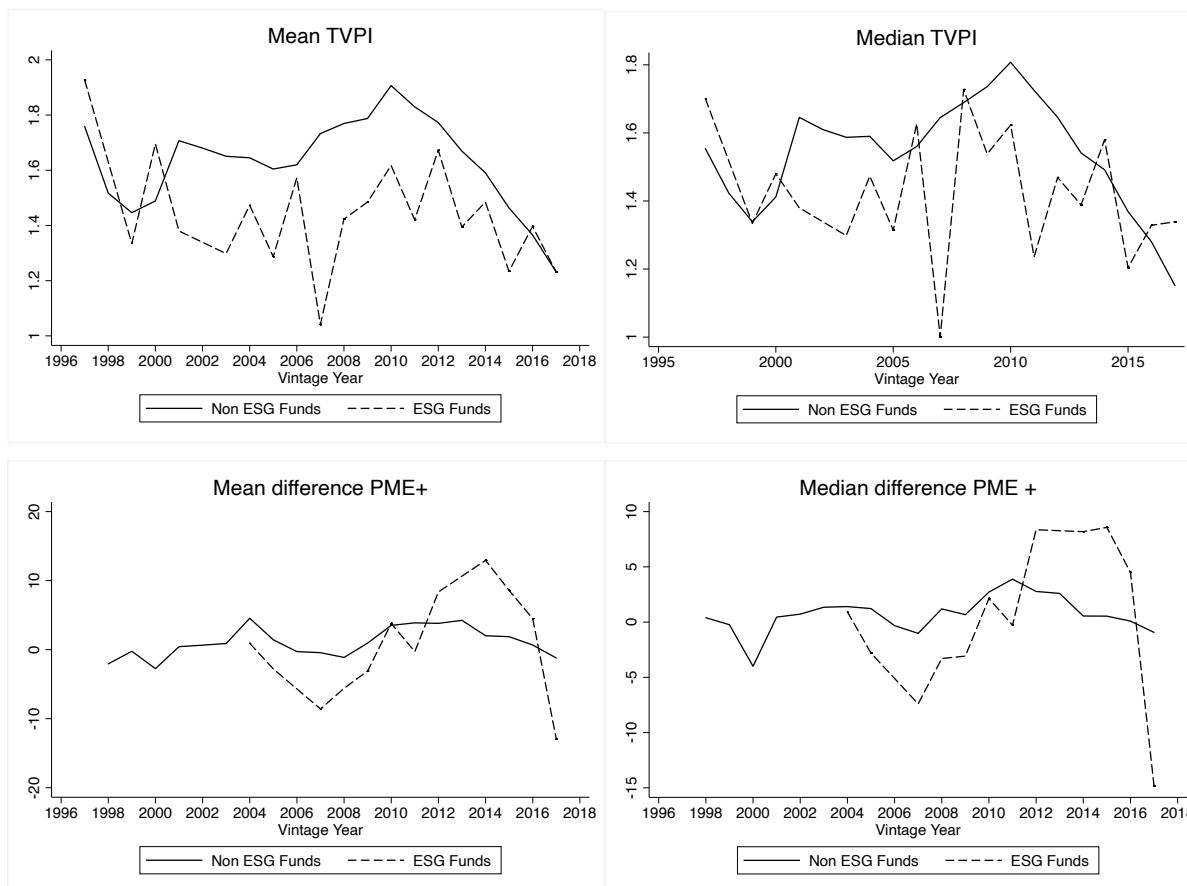 Mean TVPI
2
1.8
1.6
1.4
1.2
1
1996 1998 2000 2002 2004 2006 2008 2010 2012 2014 2016 2018
Vintage Year
Non ESG Funds ESG Funds
Median TVPI
1.8
1.6
1.4
1.2
1
1995 2000 2005 2010 2015
Vintage Year
Non ESG Funds ESG Funds
Mean difference PME+
20
10
0
-10
-20
1996 1998 2000 2002 2004 2006 2008 2010 2012 2014 2016 2018
Vintage Year
Non ESG Funds ESG Funds
Median difference PME +
10
5
0
-5
-10
-15
1996 1998 2000 2002 2004 2006 2008 2010 2012 2014 2016 2018
Vintage Year
Non ESG Funds ESG Funds